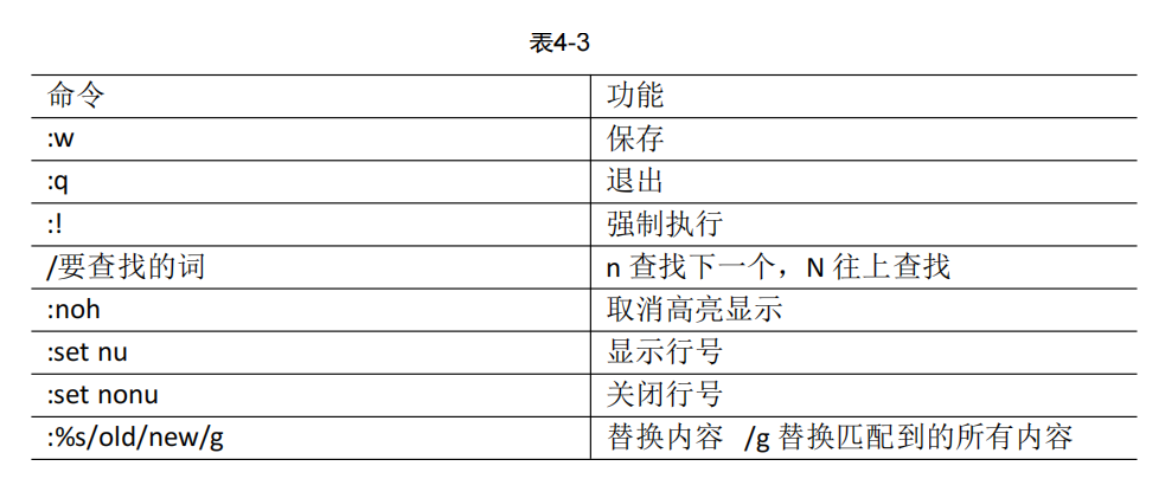 表4-3
命令 功能
:w 保存
:q 退出
:! 强制执行
/要查找的词 n 查找下一个，N 往上查找
:noh 取消高亮显示
:set nu 显示行号
:set nonu 关闭行号
:%s/old/new/g 替换内容 /g 替换匹配到的所有内容